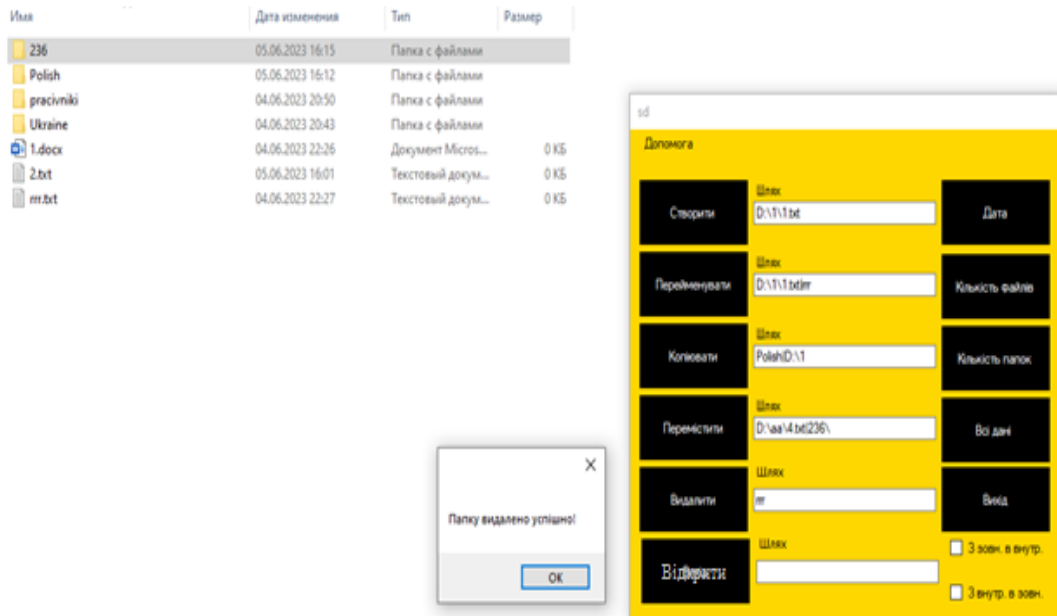 Имя Дата изменения Тип Размер
236 05.06.2023 16:15 Папка с файлами
Polish 05.06.2023 16:12 Папка с файлами
pracivniki 04.06.2023 20:50 Папка с файлами
Ukraine 04.06.2023 20:43 Папка с файлами
1.docx 04.06.2023 22:26 Документ Micros... 0 КБ
2.txt 05.06.2023 16:01 Текстовый докум... 0 КБ
rrr.txt 04.06.2023 22:27 Текстовый докум... 0 КБ
sd
Допомога
Шлях
Створити D:\1\1.txt Дата
Шлях
Перейменувати D:\1\1.txt|rrr Кількість файлів
Шлях
Копіювати Polish|D:\1 Кількість папок
Шлях
Перемістити D:\aa\4.txt|236\ Всі дані
Шлях
Видалити rrr Вихід
Шлях
З зовн. в внутр.
З внутр. в зовн.
Папку видалено успішно!
OK